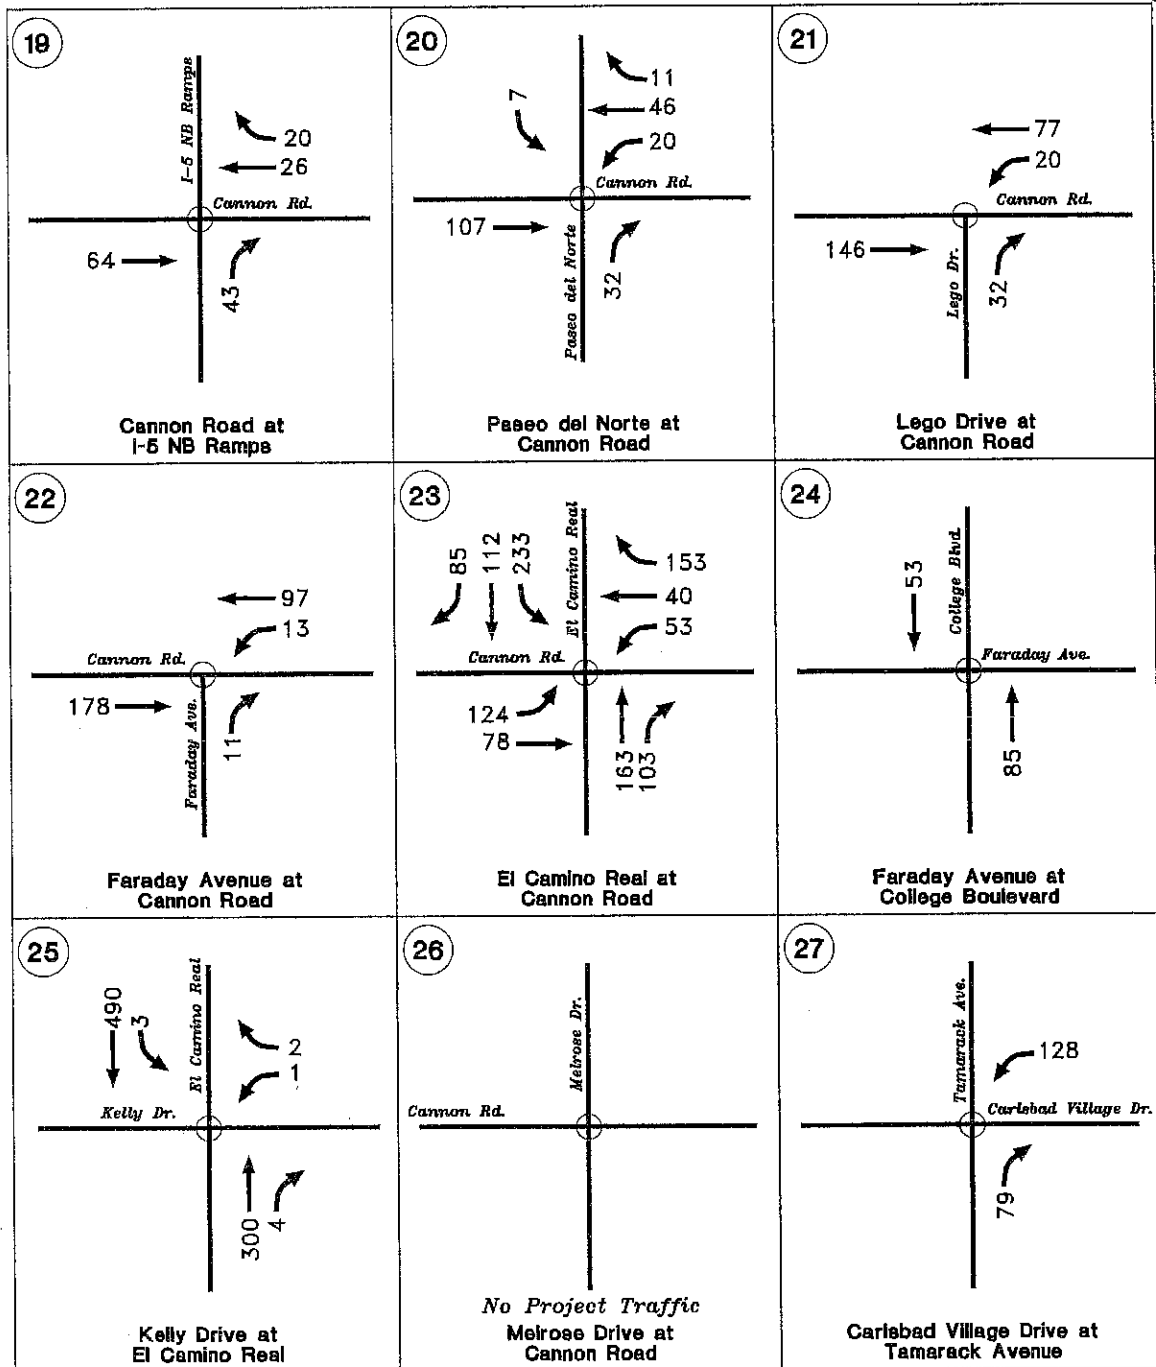 19
I-5 NB Ramps
20
26
Cannon Rd.
64
43
Cannon Road at
I-5 NB Ramps
20
7
11
46
20
Cannon Rd.
107
Paseo del Norte
32
Paseo del Norte at
Cannon Road
21
77
20
Cannon Rd.
146
Lego Dr.
32
Lego Drive at
Cannon Road
22
97
13
Cannon Rd.
178
Faraday Ave.
11
Faraday Avenue at
Cannon Road
23
85
112
233
El Camino Real
153
40
53
Cannon Rd.
124
78
163
103
El Camino Real at
Cannon Road
24
53
College Blvd.
Faraday Ave.
85
Faraday Avenue at
College Boulevard
25
490
3
El Camino Real
2
1
Kelly Dr.
300
4
Kelly Drive at
El Camino Real
26
Melrose Dr.
Cannon Rd.
No Project Traffic
Melrose Drive at
Cannon Road
27
Tamarack Ave.
128
Carlsbad Village Dr.
79
Carlsbad Village Drive at
Tamarack Avenue